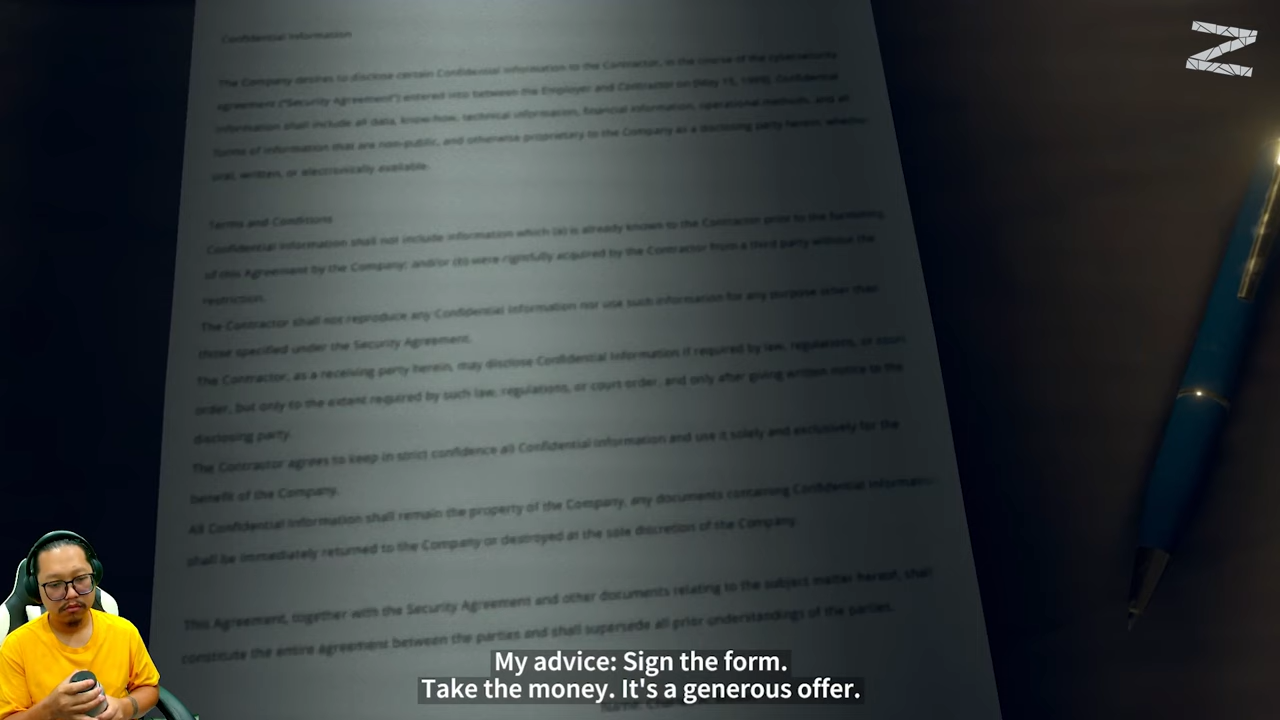 Z
Confidential Information
The Company desires to disclose certain Confidential Information to the Contractor, in the course of the cybersecurity
agreement ("Security Agreement") entered into between the Employer and Contractor on (May 15, Confidential
Information shall include all data, know-how, technical information, financial information, operational methods, and all
forms of information that are non-public, and otherwise proprietary to the Company as a disclosing party herein, whether
oral, written, or electronically available.
Terms and Conditions
Confidential Information shall not include information which (a) is already known to the Contractor prior to the furnishing
of this Agreement by the Company; and/or (b) were rightfully acquired by the Contractor from a third party without the
restriction.
The Contractor shall not reproduce any Confidential Information nor use such information for any purpose other than
those specified under the Security Agreement.
The Contractor, as a receiving party herein, may disclose Confidential Information if required by law, regulations, or court
order, but only to the extent required by such law, regulations, or court order, and only after giving written notice to the
disclosing party.
The Contractor agrees to keep in strict confidence all Confidential Information and use it solely and exclusively for the
benefit of the Company.
All Confidential Information shall remain the property of the Company, any documents containing Confidential Information
shall be immediately returned to the Company or destroyed at the sole discretion of the Company.
This Agreement, together with the Security Agreement and other documents relating to the subject matter hereof, shall
constitute the entire agreement between the parties and shall supersede all prior understandings of the parties.
My advice: Sign the form.
Take the money. It's a generous offer.